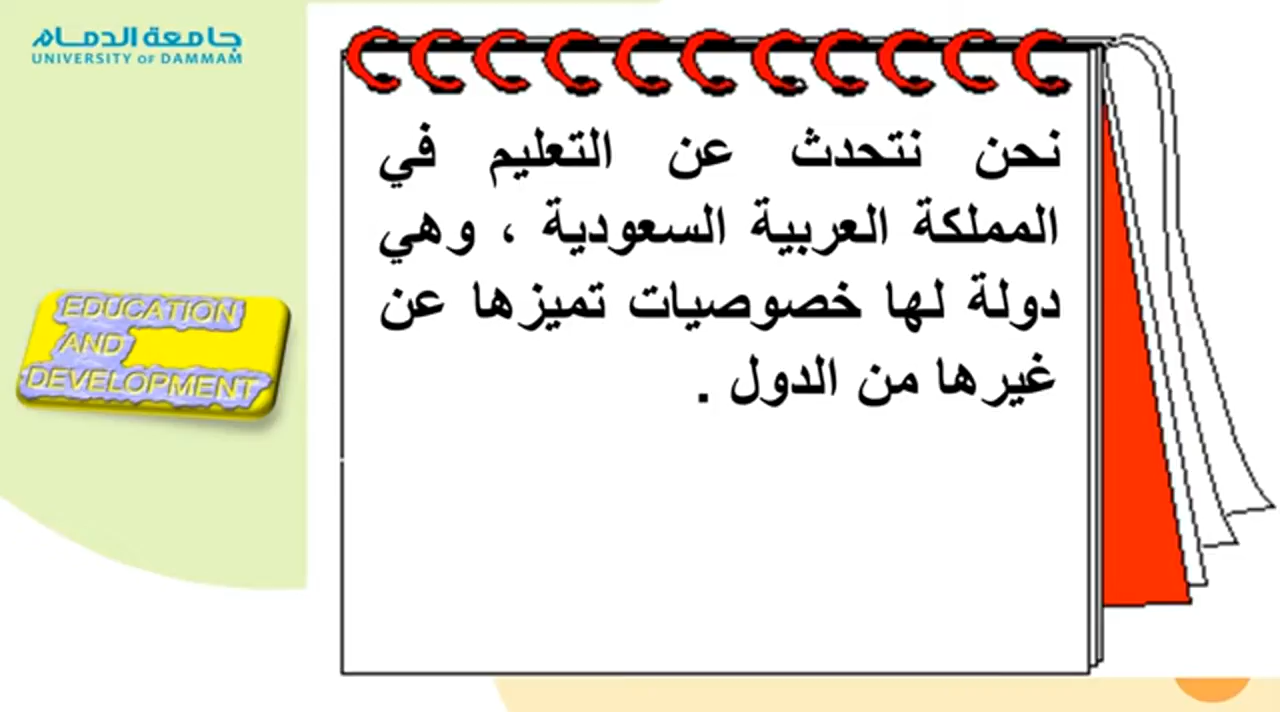 جامعة الدمام
UNIVERSITY OF DAMMAM
نحن نتحدث عن التعليم في
المملكة العربية السعودية ، وهي
دولة لها خصوصيات تميزها عن
غيرها من الدول .
EDUCATION
AND
DEVELOPMENT